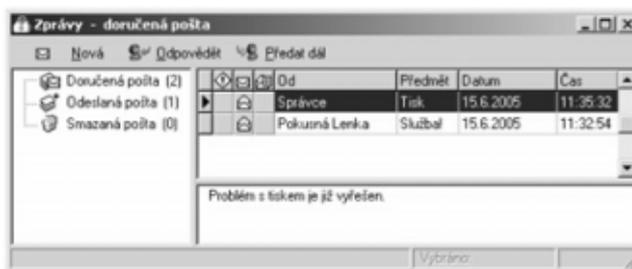 Zprávy - doručená pošta
Nová Odpovědět Předat dál
Doručená pošta (2)
Odeslaná pošta (1)
Smazaná pošta (0)
Od Předmět Datum Čas
Správce Tisk 15.6.2005 11:35:32
Pokusná Lenka Služba! 15.6.2005 11:32:54
Problém s tiskem je již vyřešen.
Vybráno: